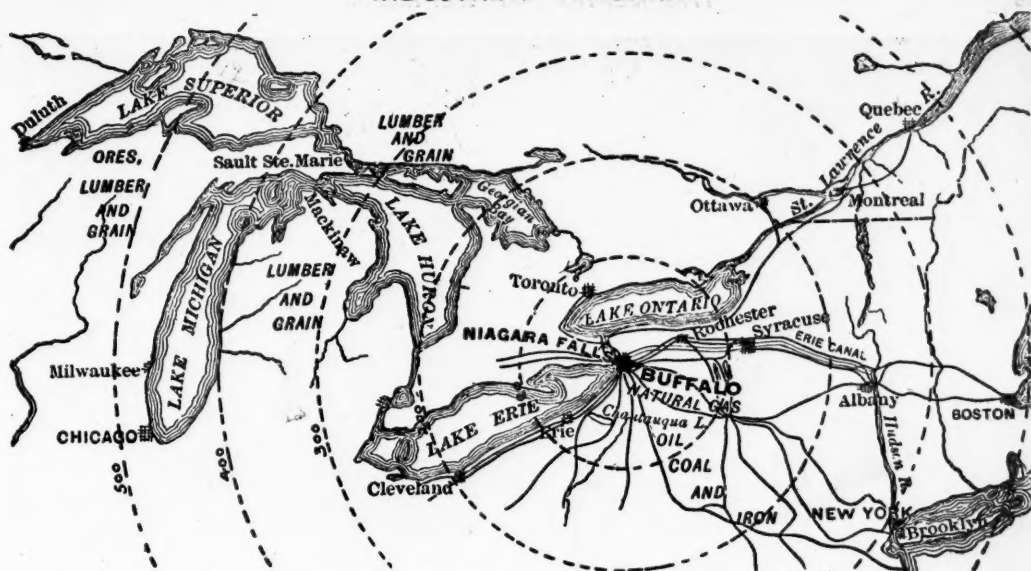 Duluth
LAKE SUPERIOR
ORES,
LUMBER
AND
GRAIN
Sault Ste. Marie
LUMBER
AND
GRAIN
Georgian
Bay
Mackinaw
LAKE HURON
LAKE MICHIGAN
LUMBER
AND
GRAIN
Milwaukee
CHICAGO
500
400
300
Quebec
St. Lawrence R.
Montreal
Ottawa
Toronto
LAKE ONTARIO
Rochester
Syracuse
ERIE CANAL
NIAGARA FALL
BUFFALO
NATURAL GAS
Chautauqua L.
OIL
COAL
AND
IRON
LAKE ERIE
Erie
Cleveland
Albany
BOSTON
Hudson R.
NEW YORK
Brooklyn